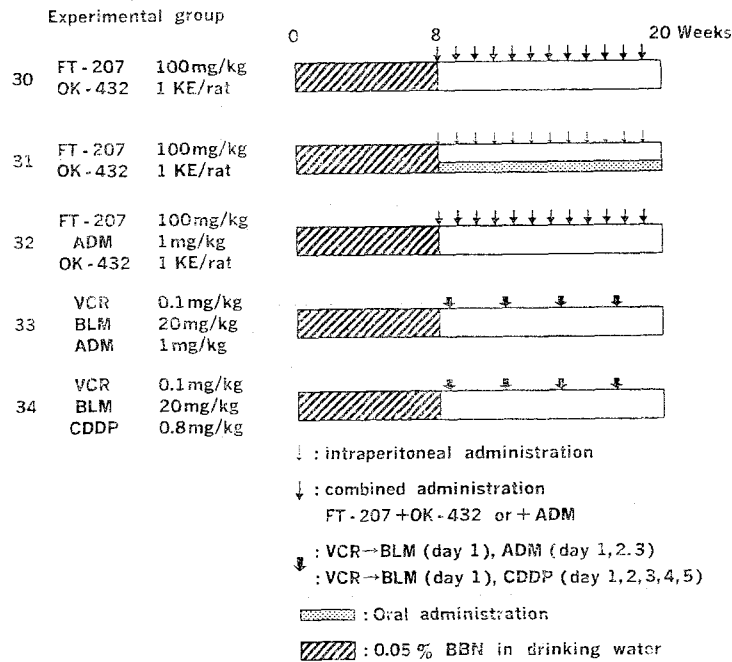 Experimental group
0 8 20 Weeks
30 FT-207 100mg/kg
OK-432 1 KE/rat
31 FT-207 100mg/kg
OK-432 1 KE/rat
32 FT-207 100mg/kg
ADM 1mg/kg
OK-432 1 KE/rat
33 VCR 0.1mg/kg
BLM 20mg/kg
ADM 1mg/kg
34 VCR 0.1mg/kg
BLM 20mg/kg
CDDP 0.8mg/kg
↓ : intraperitoneal administration
↓ : combined administration
FT-207+OK-432 or + ADM
: VCR→BLM (day 1), ADM (day 1,2.3)
: VCR→BLM (day 1), CDDP (day 1,2,3,4,5)
: Oral administration
: 0.05 % BBN in drinking water